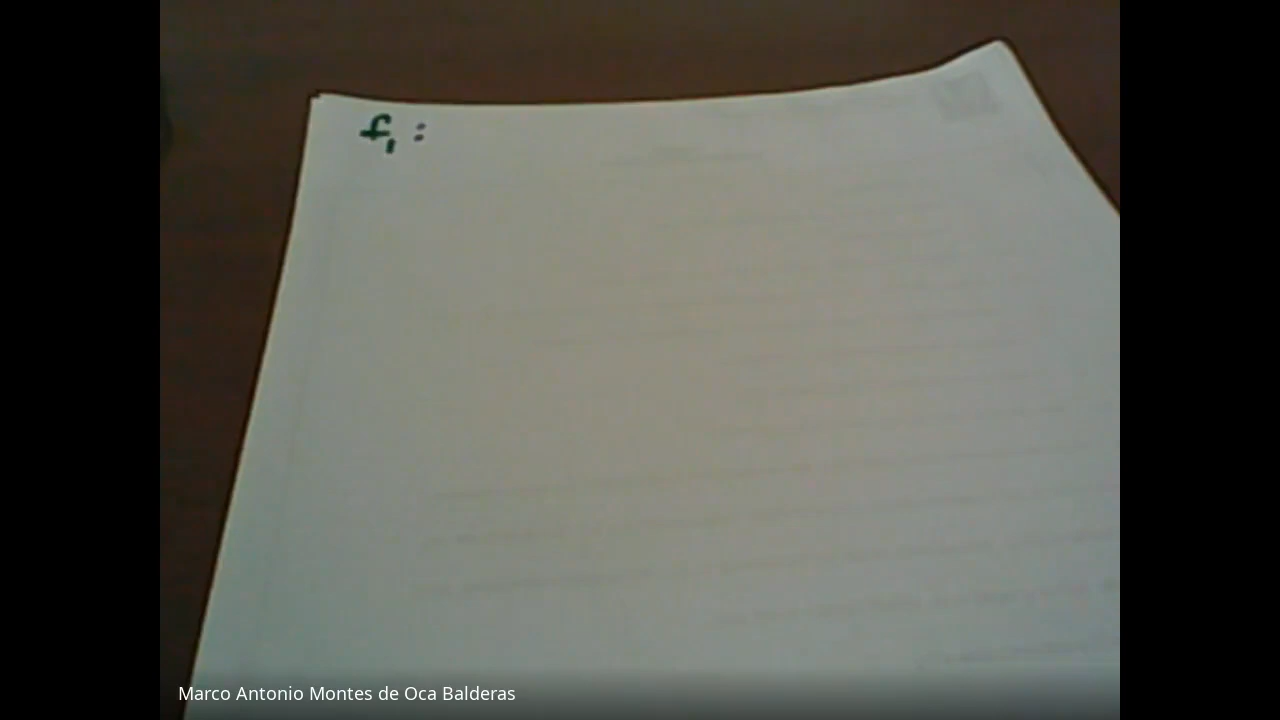 f₁ :
Marco Antonio Montes de Oca Balderas